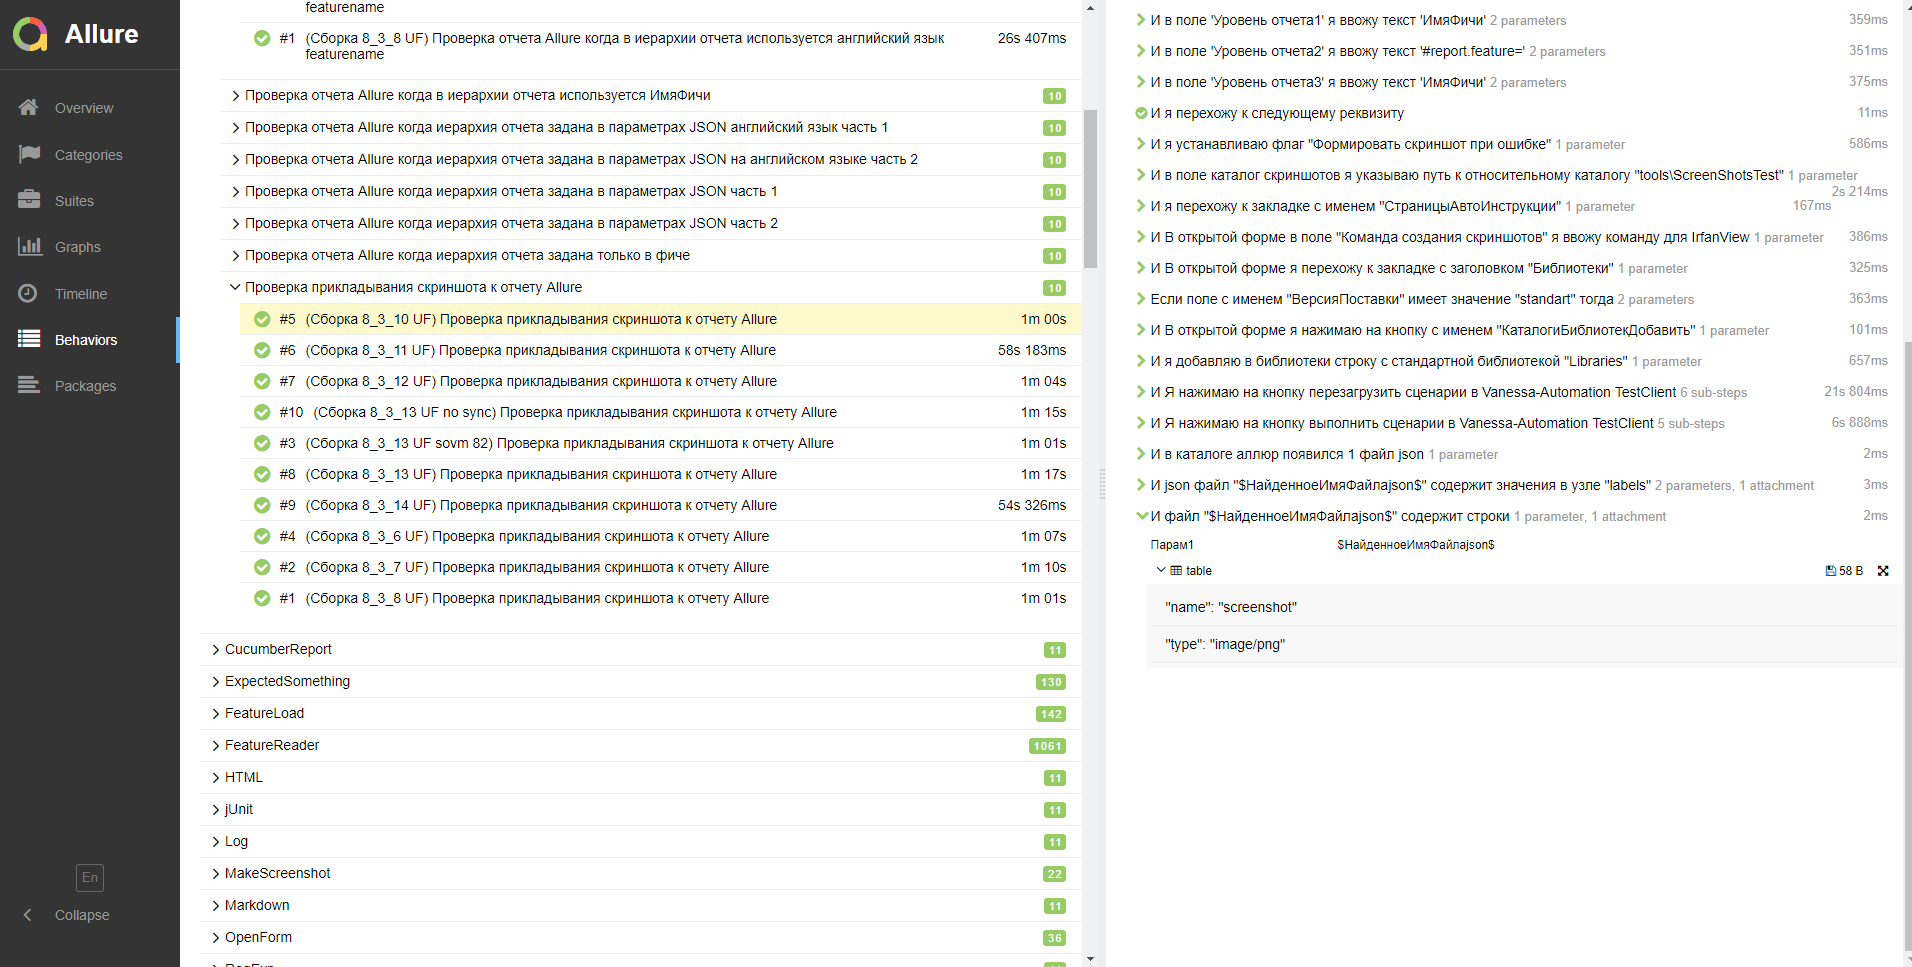 Allure
Overview
Categories
Suites
Graphs
Timeline
Behaviors
Packages
En
Collapse
featurename
#1 (Сборка 8_3_8 UF) Проверка отчета Allure когда в иерархии отчета используется английский язык 26s 407ms
featurename
Проверка отчета Allure когда в иерархии отчета используется ИмяФичи 10
Проверка отчета Allure когда иерархия отчета задана в параметрах JSON английский язык часть 1 10
Проверка отчета Allure когда иерархия отчета задана в параметрах JSON на английском языке часть 2 10
Проверка отчета Allure когда иерархия отчета задана в параметрах JSON часть 1 10
Проверка отчета Allure когда иерархия отчета задана в параметрах JSON часть 2 10
Проверка отчета Allure когда иерархия отчета задана только в фиче 10
Проверка прикладывания скриншота к отчету Allure 10
#5 (Сборка 8_3_10 UF) Проверка прикладывания скриншота к отчету Allure 1m 00s
#6 (Сборка 8_3_11 UF) Проверка прикладывания скриншота к отчету Allure 58s 183ms
#7 (Сборка 8_3_12 UF) Проверка прикладывания скриншота к отчету Allure 1m 04s
#10 (Сборка 8_3_13 UF no sync) Проверка прикладывания скриншота к отчету Allure 1m 15s
#3 (Сборка 8_3_13 UF sovm 82) Проверка прикладывания скриншота к отчету Allure 1m 01s
#8 (Сборка 8_3_13 UF) Проверка прикладывания скриншота к отчету Allure 1m 17s
#9 (Сборка 8_3_14 UF) Проверка прикладывания скриншота к отчету Allure 54s 326ms
#4 (Сборка 8_3_6 UF) Проверка прикладывания скриншота к отчету Allure 1m 07s
#2 (Сборка 8_3_7 UF) Проверка прикладывания скриншота к отчету Allure 1m 10s
#1 (Сборка 8_3_8 UF) Проверка прикладывания скриншота к отчету Allure 1m 01s
CucumberReport 11
ExpectedSomething 130
FeatureLoad 142
FeatureReader 1061
HTML 11
jUnit 11
Log 11
MakeScreenshot 22
Markdown 11
OpenForm 36
И в поле 'Уровень отчета1' я ввожу текст 'ИмяФичи' 2 parameters 359ms
И в поле 'Уровень отчета2' я ввожу текст '#report.feature=' 2 parameters 351ms
И в поле 'Уровень отчета3' я ввожу текст 'ИмяФичи' 2 parameters 375ms
И я перехожу к следующему реквизиту 11ms
И я устанавливаю флаг "Формировать скриншот при ошибке" 1 parameter 586ms
И в поле каталог скриншотов я указываю путь к относительному каталогу "tools\ScreenShotsTest" 1 parameter
2s 214ms
И я перехожу к закладке с именем "СтраницыАвтоИнструкции" 1 parameter 167ms
И В открытой форме в поле "Команда создания скриншотов" я ввожу команду для IrfanView 1 parameter 386ms
И В открытой форме я перехожу к закладке с заголовком "Библиотеки" 1 parameter 325ms
Если поле с именем "ВерсияПоставки" имеет значение "standart" тогда 2 parameters 363ms
И В открытой форме я нажимаю на кнопку с именем "КаталогиБиблиотекДобавить" 1 parameter 101ms
И я добавляю в библиотеки строку с стандартной библиотекой "Libraries" 1 parameter 657ms
И Я нажимаю на кнопку перезагрузить сценарии в Vanessa-Automation TestClient 6 sub-steps 21s 804ms
И Я нажимаю на кнопку выполнить сценарии в Vanessa-Automation TestClient 5 sub-steps 6s 888ms
И в каталоге аллюр появился 1 файл json 1 parameter 2ms
И json файл "$НайденноеИмяФайлаjson$" содержит значения в узле "labels" 2 parameters, 1 attachment 3ms
И файл "$НайденноеИмяФайлаjson$" содержит строки 1 parameter, 1 attachment 2ms
Парам1 $НайденноеИмяФайлаjson$
table 58 B
"name": "screenshot"
"type": "image/png"